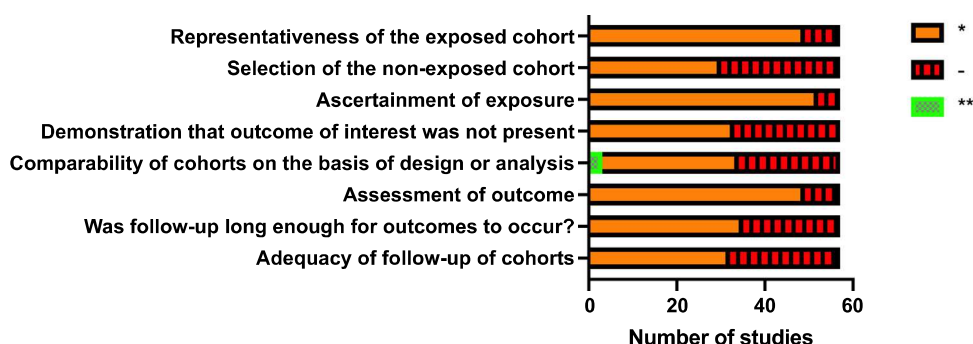 Representativeness of the exposed cohort
Selection of the non-exposed cohort
Ascertainment of exposure
Demonstration that outcome of interest was not present
Comparability of cohorts on the basis of design or analysis
Assessment of outcome
Was follow-up long enough for outcomes to occur?
Adequacy of follow-up of cohorts
0 20 40 60
Number of studies
*
-
**